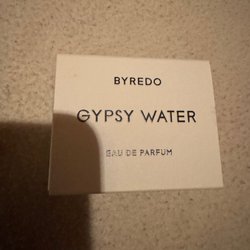 BYREDO
GYPSY WATER
EAU DE PARFUM